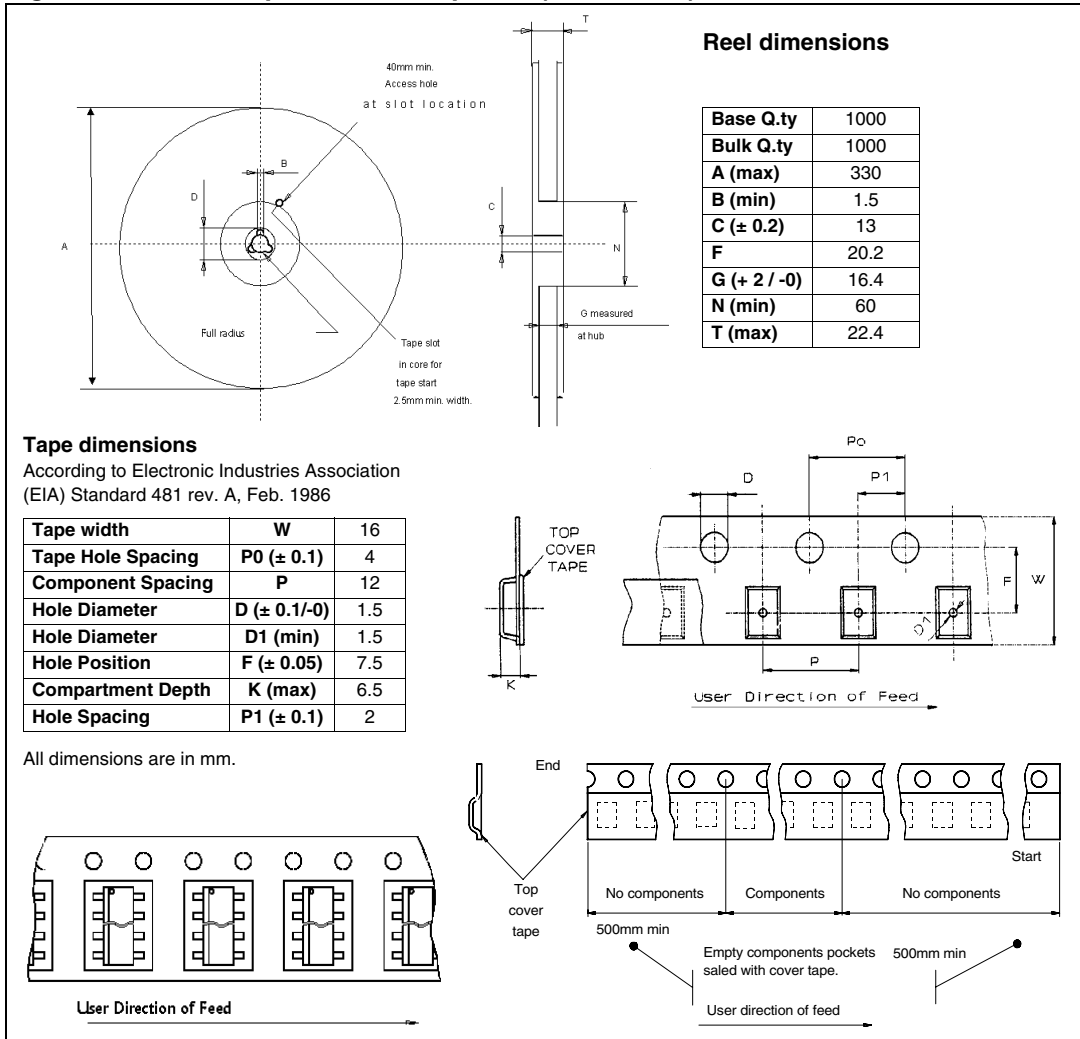 T
40mm min.
Access hole
at slot location
B
D
C
A
N
Full radius
G measured
at hub
Tape slot
in core for
tape start
2.5mm min. width.
Reel dimensions
Base Q.ty 1000
Bulk Q.ty 1000
A (max) 330
B (min) 1.5
C (± 0.2) 13
F 20.2
G (+ 2 / -0) 16.4
N (min) 60
T (max) 22.4
Tape dimensions
According to Electronic Industries Association
(EIA) Standard 481 rev. A, Feb. 1986
Tape width W 16
Tape Hole Spacing P0 (± 0.1) 4
Component Spacing P 12
Hole Diameter D (± 0.1/-0) 1.5
Hole Diameter D1 (min) 1.5
Hole Position F (± 0.05) 7.5
Compartment Depth K (max) 6.5
Hole Spacing P1 (± 0.1) 2
All dimensions are in mm.
TOP
COVER
TAPE
K
Po
D
P1
F
W
D1
P
User Direction of Feed
End
Start
Top
cover
tape
No components
Components
No components
500mm min
Empty components pockets
saled with cover tape.
500mm min
User direction of feed
User Direction of Feed